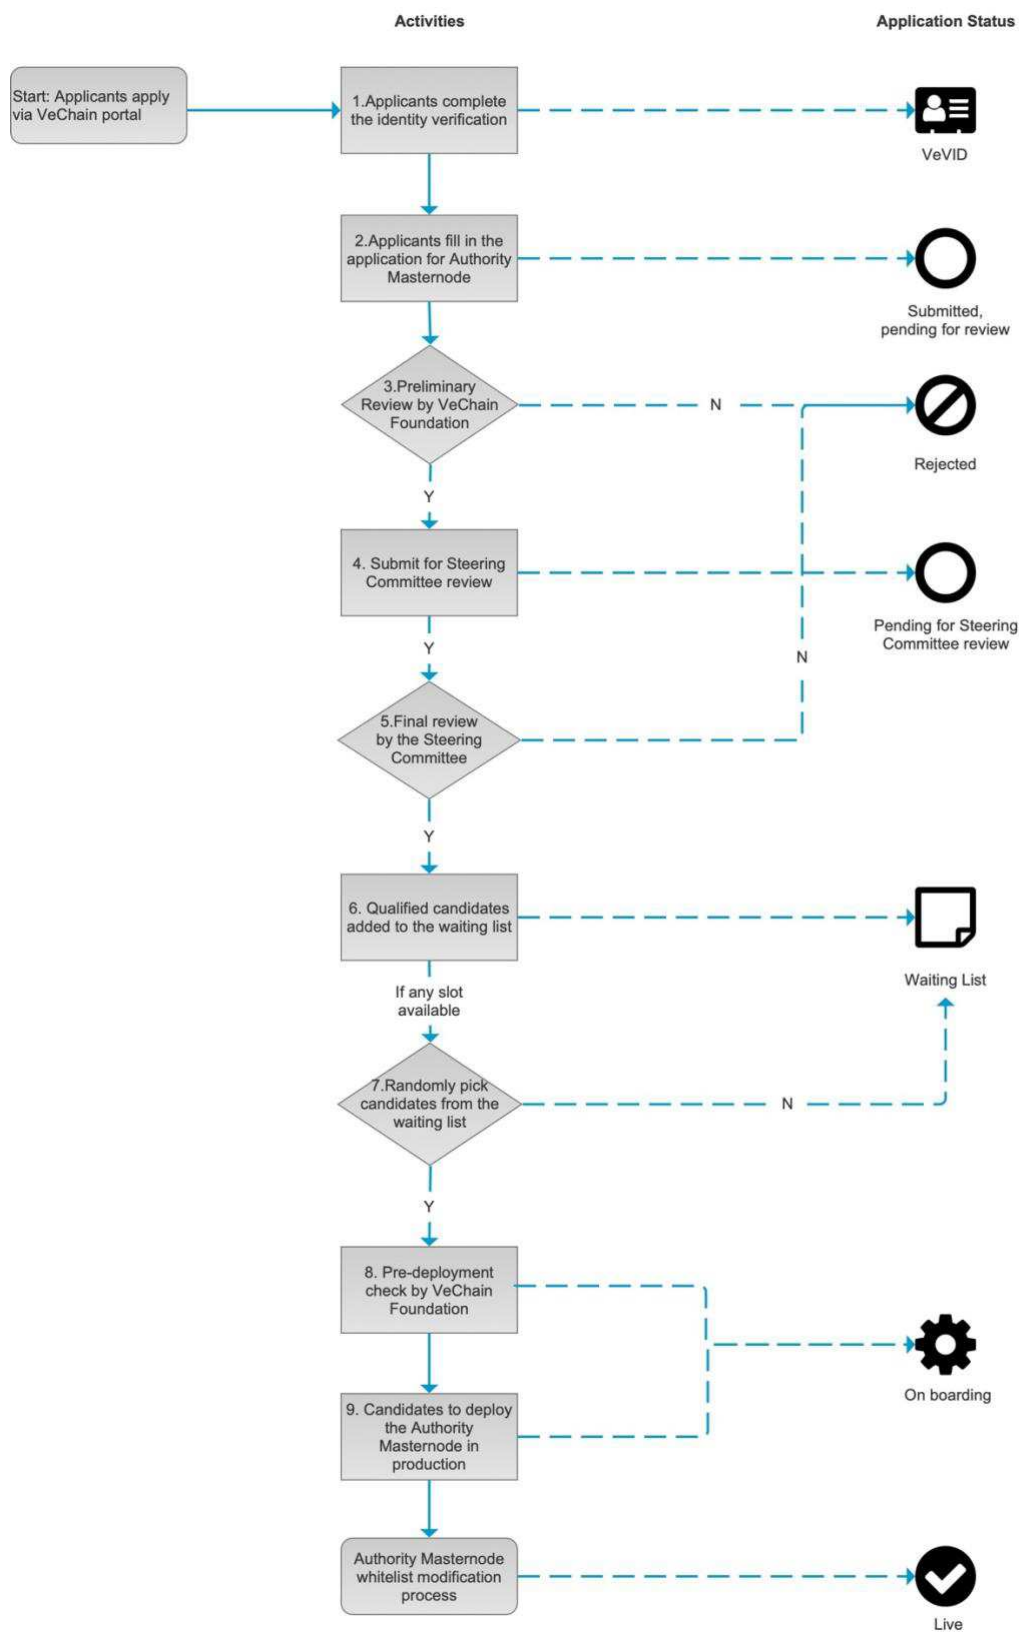 Activities
Application Status
Start: Applicants apply
via VeChain portal
1.Applicants complete
the identity verification
VeVID
2.Applicants fill in the
application for Authority
Masternode
Submitted,
pending for review
3.Preliminary
Review by VeChain
Foundation
N
Rejected
Y
4. Submit for Steering
Committee review
Pending for Steering
Committee review
Y
N
5.Final review
by the Steering
Committee
Y
6. Qualified candidates
added to the waiting list
Waiting List
If any slot
available
7.Randomly pick
candidates from the
waiting list
N
Y
8. Pre-deployment
check by VeChain
Foundation
On boarding
9. Candidates to deploy
the Authority
Masternode in
production
Authority Masternode
whitelist modification
process
Live